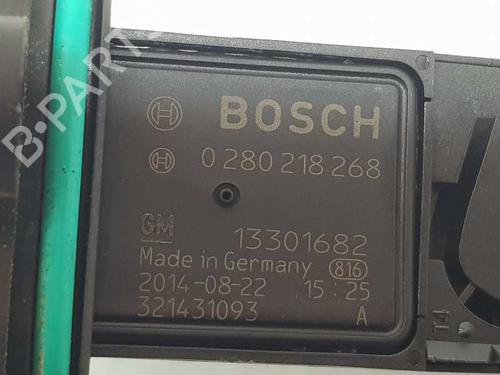 BOSCH
0 280 218 268
GM 13301682
Made in Germany 816
2014-08-22 15:25
321431093 A
T4
B-PARTS